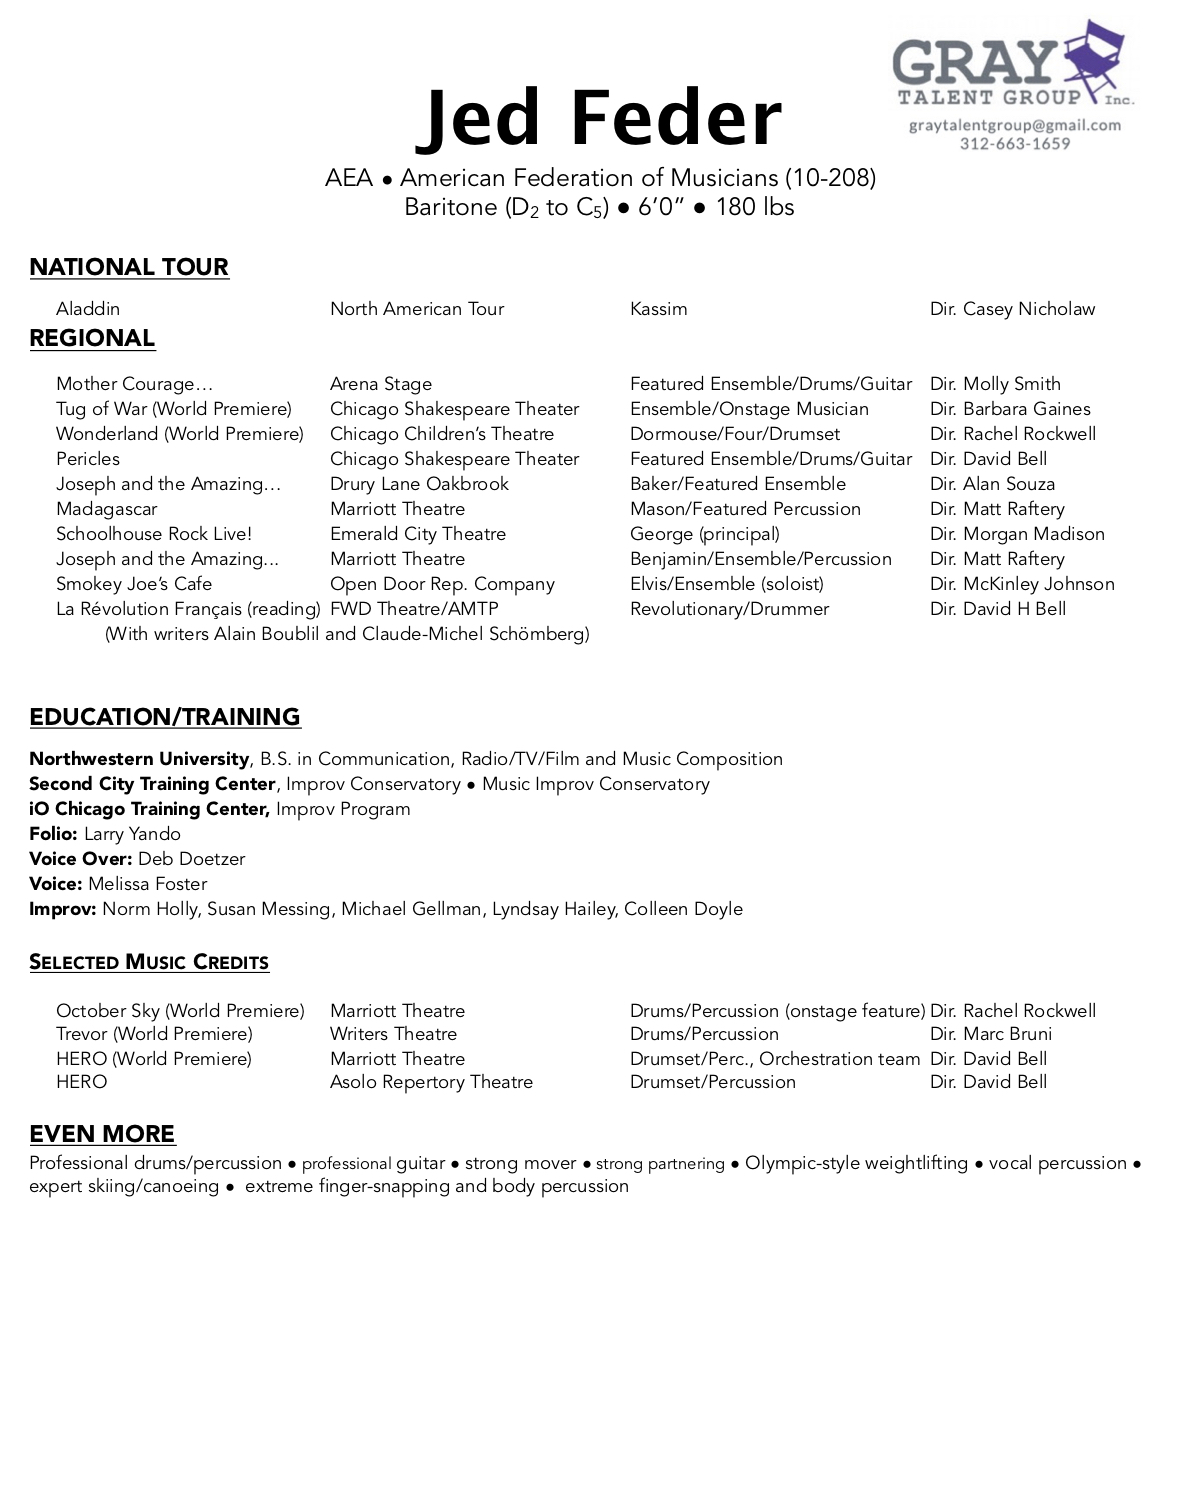 GRAY
TALENT GROUP Inc.
graytalentgroup@gmail.com
312-663-1659
Jed Feder
AEA ● American Federation of Musicians (10-208)
Baritone (D2 to C5) ● 6’0” ● 180 lbs
NATIONAL TOUR
Aladdin North American Tour Kassim Dir. Casey Nicholaw
REGIONAL
Mother Courage… Arena Stage Featured Ensemble/Drums/Guitar Dir. Molly Smith
Tug of War (World Premiere) Chicago Shakespeare Theater Ensemble/Onstage Musician Dir. Barbara Gaines
Wonderland (World Premiere) Chicago Children’s Theatre Dormouse/Four/Drumset Dir. Rachel Rockwell
Pericles Chicago Shakespeare Theater Featured Ensemble/Drums/Guitar Dir. David Bell
Joseph and the Amazing… Drury Lane Oakbrook Baker/Featured Ensemble Dir. Alan Souza
Madagascar Marriott Theatre Mason/Featured Percussion Dir. Matt Raftery
Schoolhouse Rock Live! Emerald City Theatre George (principal) Dir. Morgan Madison
Joseph and the Amazing... Marriott Theatre Benjamin/Ensemble/Percussion Dir. Matt Raftery
Smokey Joe’s Cafe Open Door Rep. Company Elvis/Ensemble (soloist) Dir. McKinley Johnson
La Révolution Français (reading) FWD Theatre/AMTP Revolutionary/Drummer Dir. David H Bell
(With writers Alain Boublil and Claude-Michel Schömberg)
EDUCATION/TRAINING
Northwestern University, B.S. in Communication, Radio/TV/Film and Music Composition
Second City Training Center, Improv Conservatory ● Music Improv Conservatory
iO Chicago Training Center, Improv Program
Folio: Larry Yando
Voice Over: Deb Doetzer
Voice: Melissa Foster
Improv: Norm Holly, Susan Messing, Michael Gellman, Lyndsay Hailey, Colleen Doyle
SELECTED MUSIC CREDITS
October Sky (World Premiere) Marriott Theatre Drums/Percussion (onstage feature) Dir. Rachel Rockwell
Trevor (World Premiere) Writers Theatre Drums/Percussion Dir. Marc Bruni
HERO (World Premiere) Marriott Theatre Drumset/Perc., Orchestration team Dir. David Bell
HERO Asolo Repertory Theatre Drumset/Percussion Dir. David Bell
EVEN MORE
Professional drums/percussion ● professional guitar ● strong mover ● strong partnering ● Olympic-style weightlifting ● vocal percussion ●
expert skiing/canoeing ● extreme finger-snapping and body percussion